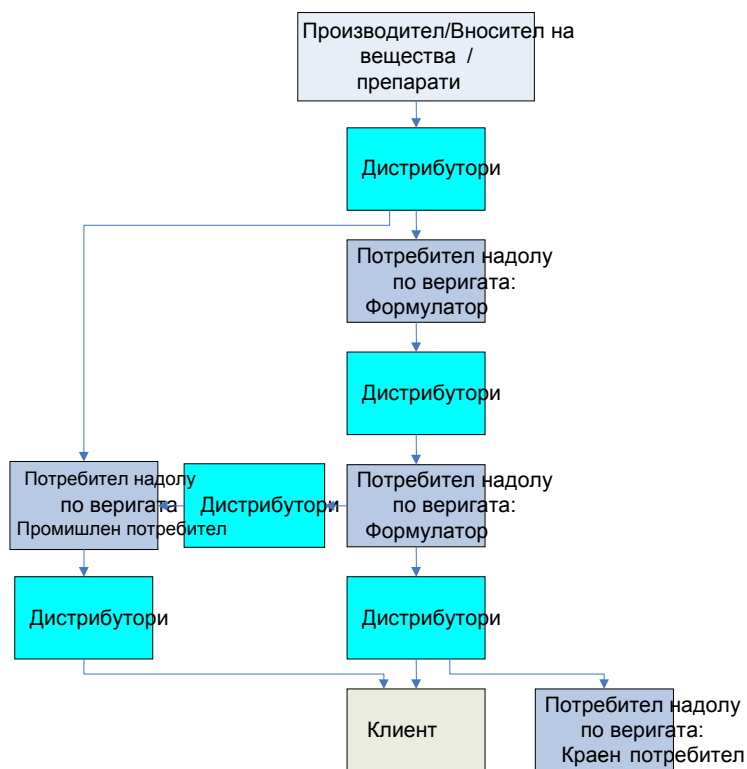 Производител/Вносител на
вещества /
препарати
Дистрибутори
Потребител надолу
по веригата:
Формулатор
Дистрибутори
Потребител надолу
по веригата
Промишлен потребител
Дистрибутори
Потребител надолу
по веригата:
Формулатор
Дистрибутори
Дистрибутори
Клиент
Потребител надолу
по веригата:
Краен потребител